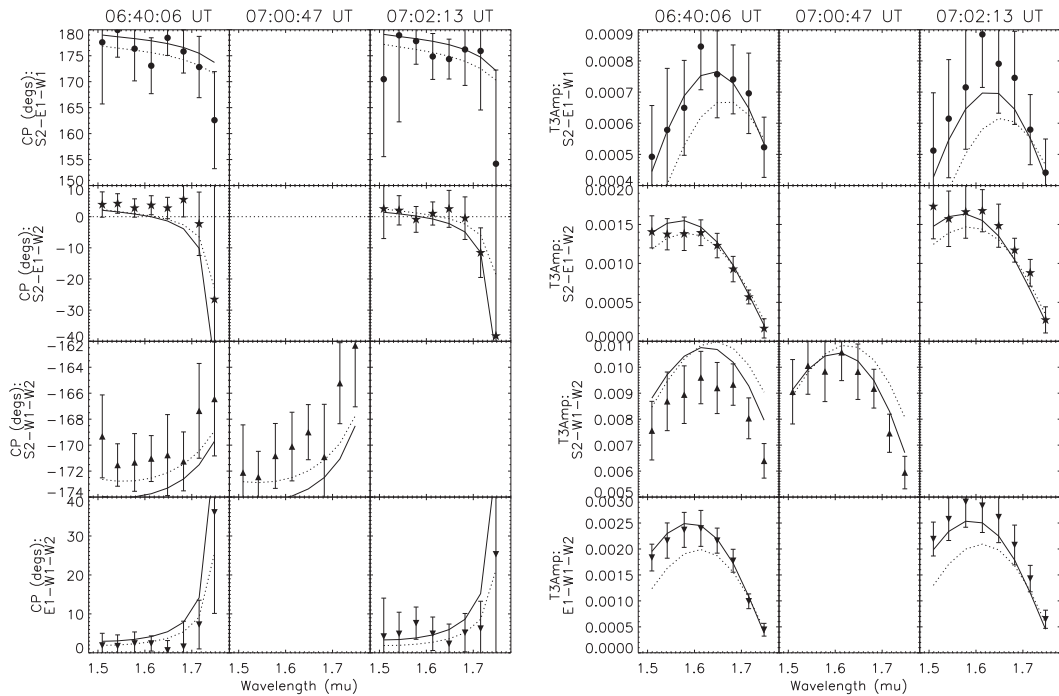 06:40:06 UT 07:00:47 UT 07:02:13 UT
180
175
170
165
160
155
150
CP (degs):
S2-E1-W1
10
0
-10
-20
-30
-40
CP (degs):
S2-E1-W2
-162
-164
-166
-168
-170
-172
-174
CP (degs):
S2-W1-W2
40
30
20
10
0
CP (degs):
E1-W1-W2
1.5 1.6 1.7 1.5 1.6 1.7 1.5 1.6 1.7
Wavelength (mu)
06:40:06 UT 07:00:47 UT 07:02:13 UT
0.0009
0.0008
0.0007
0.0006
0.0005
0.0004
T3Amp:
S2-E1-W1
0.0020
0.0015
0.0010
0.0005
0.0000
T3Amp:
S2-E1-W2
0.011
0.010
0.009
0.008
0.007
0.006
0.005
T3Amp:
S2-W1-W2
0.0030
0.0025
0.0020
0.0015
0.0010
0.0005
0.0000
T3Amp:
E1-W1-W2
1.5 1.6 1.7 1.5 1.6 1.7 1.5 1.6 1.7
Wavelength (mu)